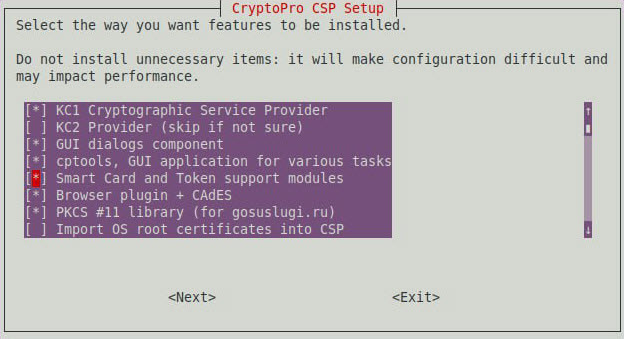 CryptoPro CSP Setup
Select the way you want features to be installed.
Do not install unnecessary items: it will make configuration difficult and
may impact performance.
[*] KC1 Cryptographic Service Provider
[ ] KC2 Provider (skip if not sure)
[*] GUI dialogs component
[*] cptools, GUI application for various tasks
[*] Smart Card and Token support modules
[*] Browser plugin + CAdES
[*] PKCS #11 library (for gosuslugi.ru)
[ ] Import OS root certificates into CSP
<Next> <Exit>